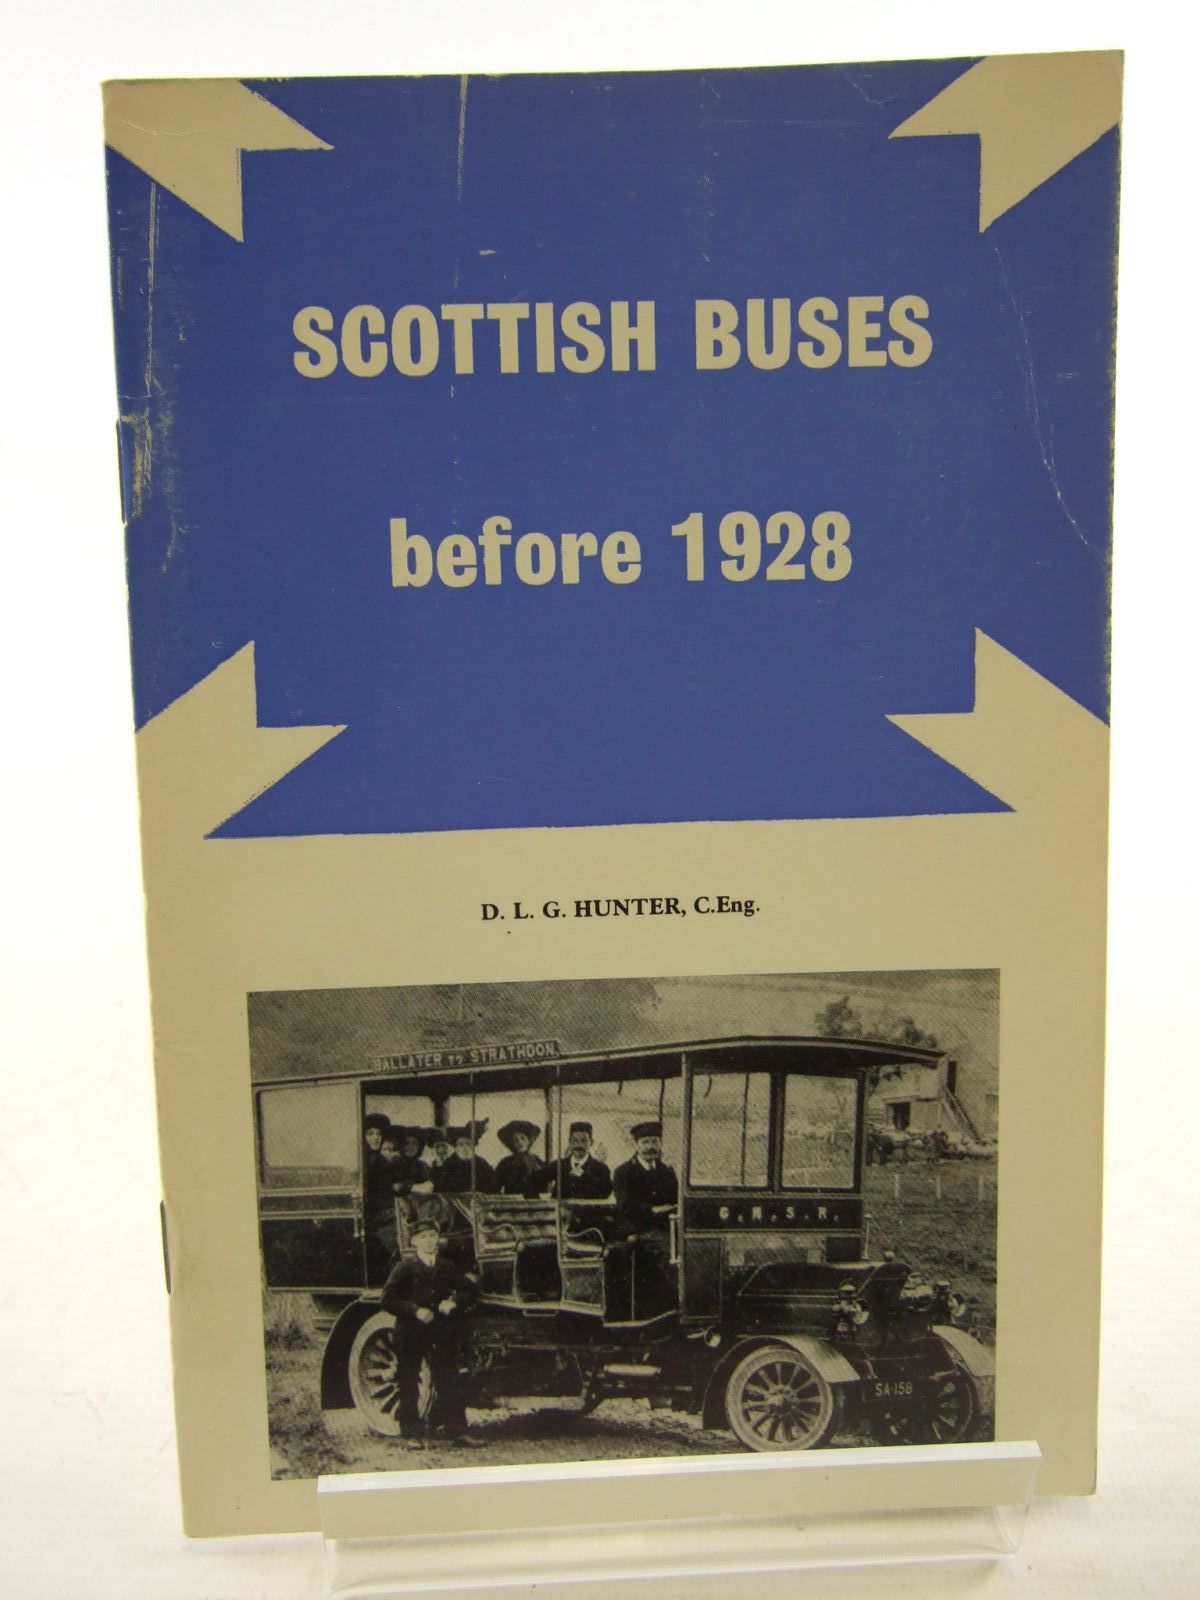 SCOTTISH BUSES
before 1928
D. L. G. HUNTER, C.Eng.
BALLATER TO STRATHDON.
G. N. S. R.
SA-158